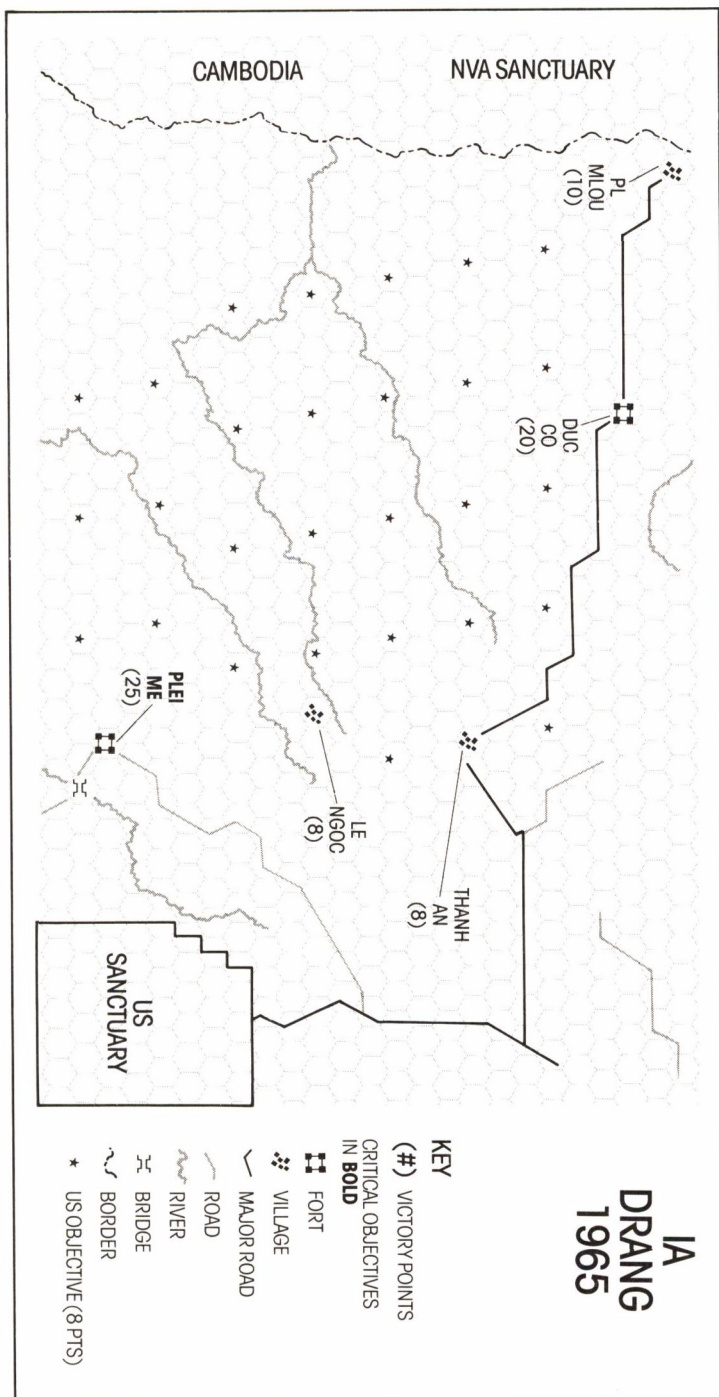 IA
DRANG
1965
CAMBODIA
NVA SANCTUARY
PL
MLOU
(10)
DUC
CO
(20)
PLEI
ME
(25)
LE
NGOC
(8)
THANH
AN
(8)
US
SANCTUARY
KEY
(#) VICTORY POINTS
CRITICAL OBJECTIVES
IN BOLD
FORT
VILLAGE
MAJOR ROAD
ROAD
RIVER
BRIDGE
BORDER
US OBJECTIVE (8 PTS)